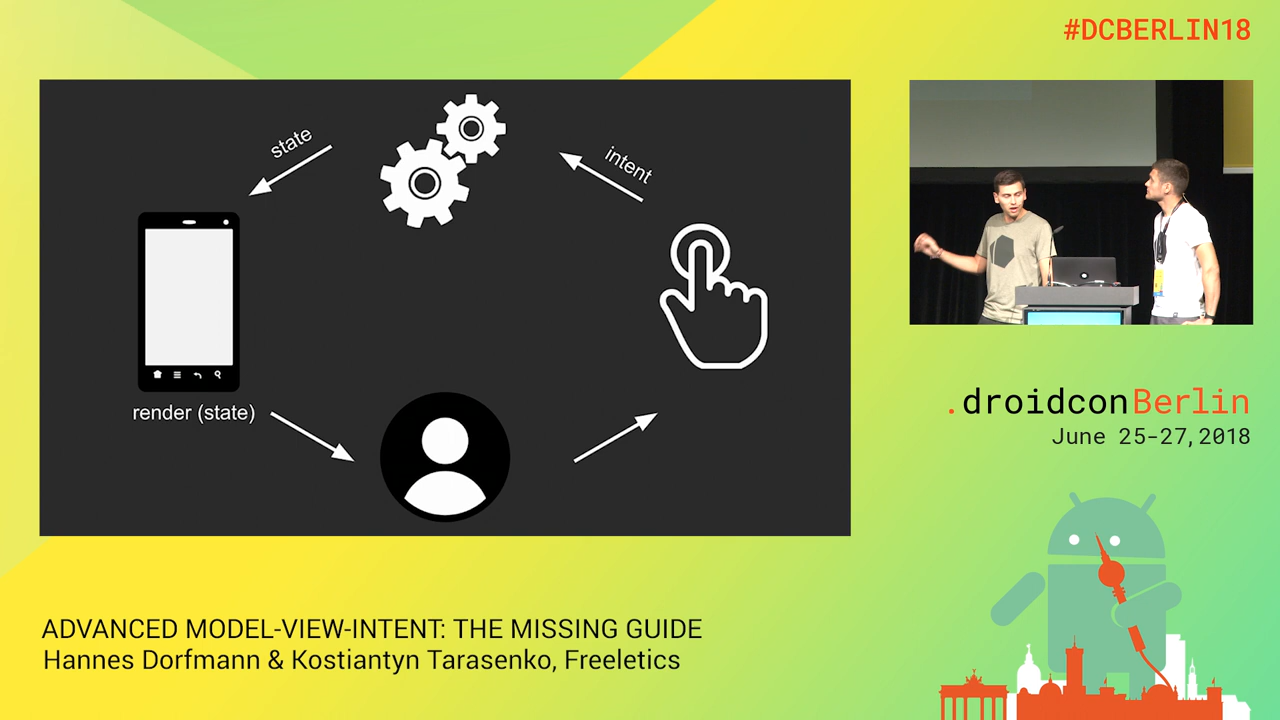 #DCBERLIN18
state
intent
render (state)
.droidconBerlin
June 25-27,2018
ADVANCED MODEL-VIEW-INTENT: THE MISSING GUIDE
Hannes Dorfmann & Kostiantyn Tarasenko, Freeletics